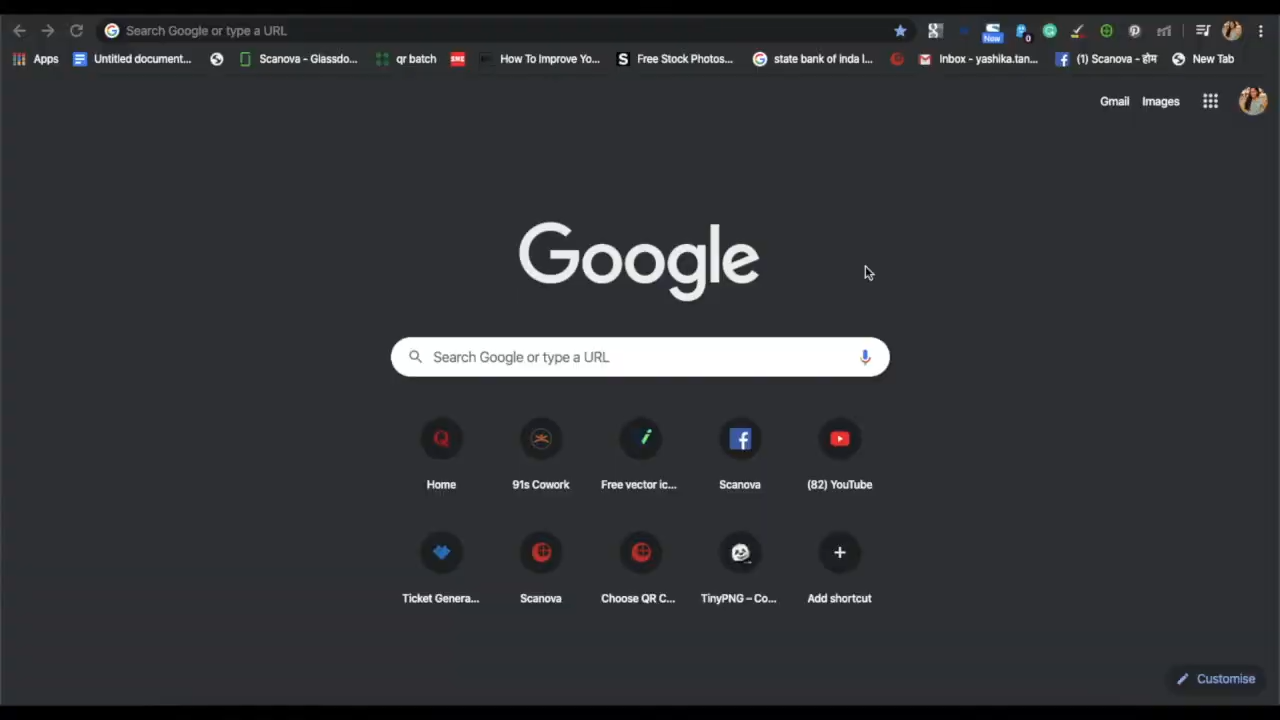 Search Google or type a URL
Now
0
Apps
Untitled document...
Scanova - Glassdo...
qr batch
How To Improve Yo...
S
Free Stock Photos...
state bank of inda l...
Inbox - yashika.tan...
(1) Scanova - होम
New Tab
Gmail
Images
Google
Search Google or type a URL
Home
91s Cowork
Free vector ic...
Scanova
(82) YouTube
Ticket Genera...
Scanova
Choose QR C...
TinyPNG – Co...
Add shortcut
Customise